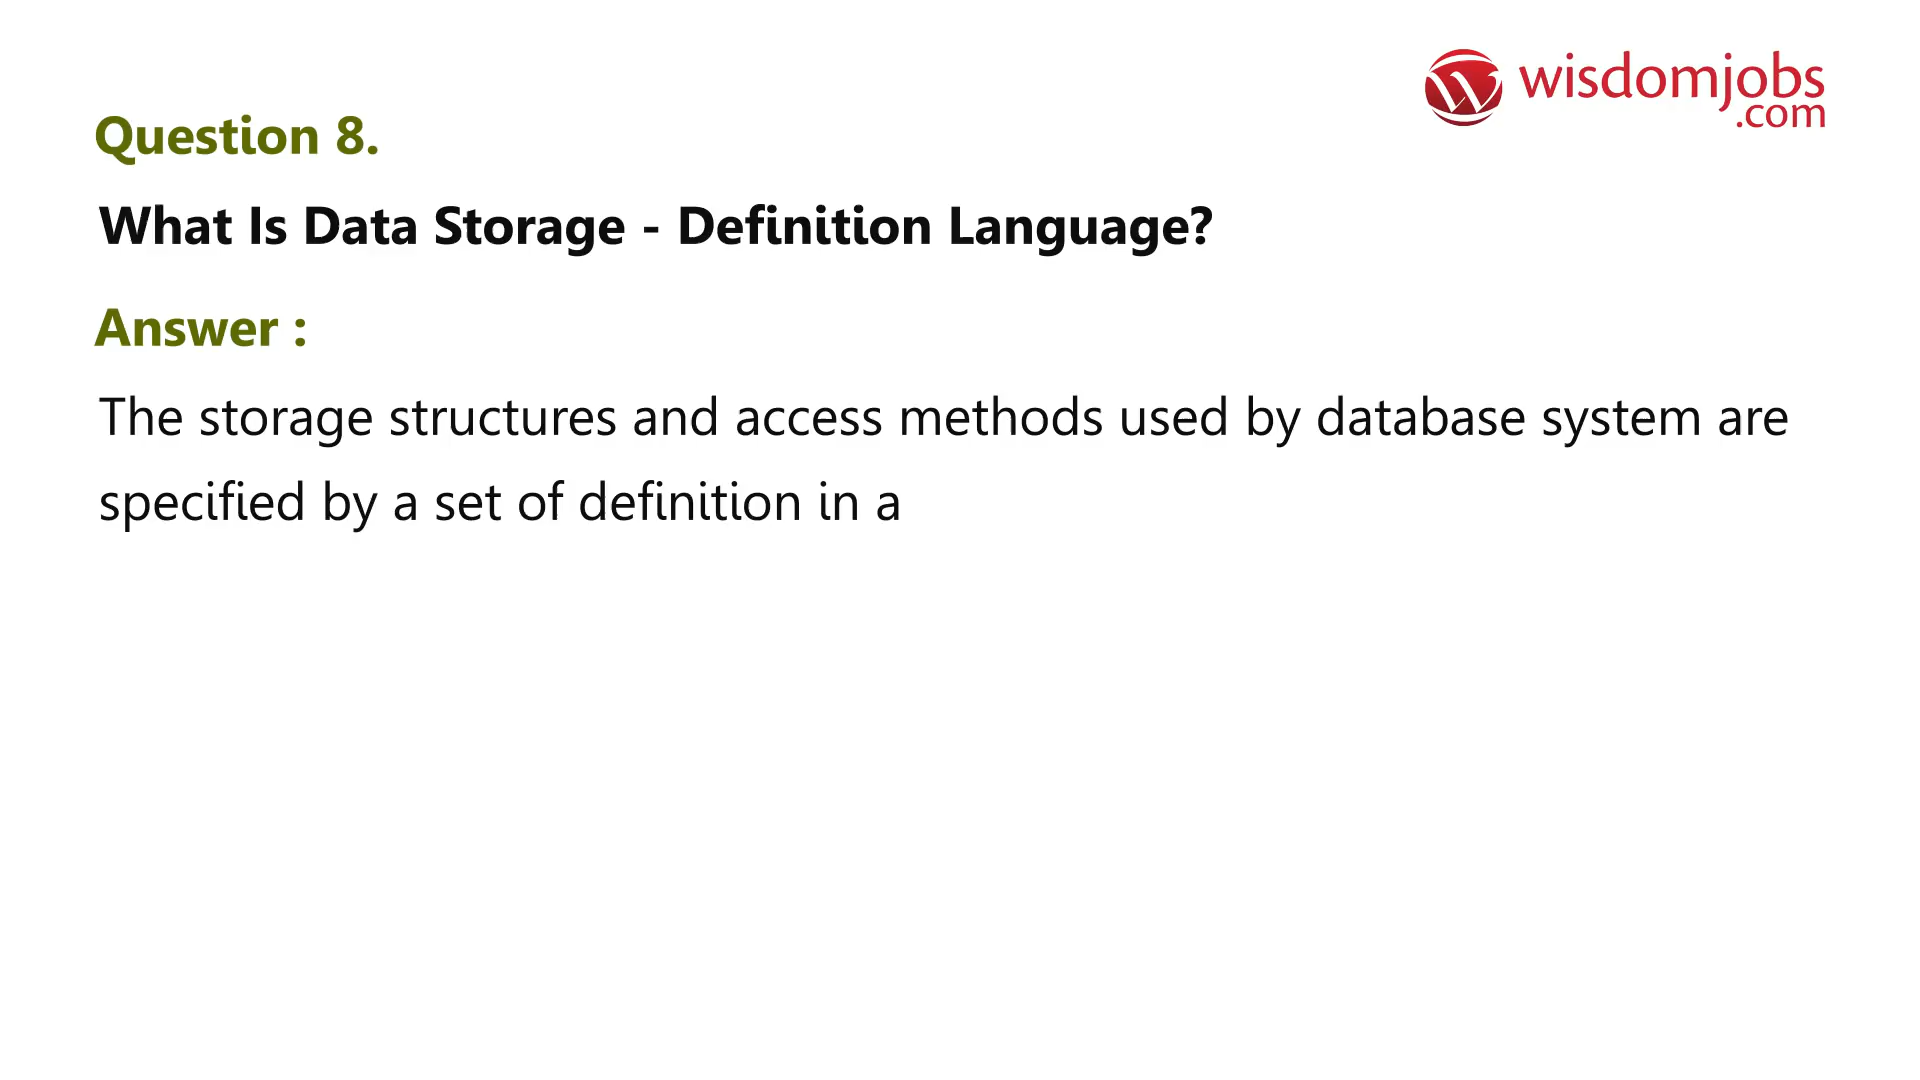 wisdomjobs
.com
Question 8.
What Is Data Storage - Definition Language?
Answer :
The storage structures and access methods used by database system are
specified by a set of definition in a